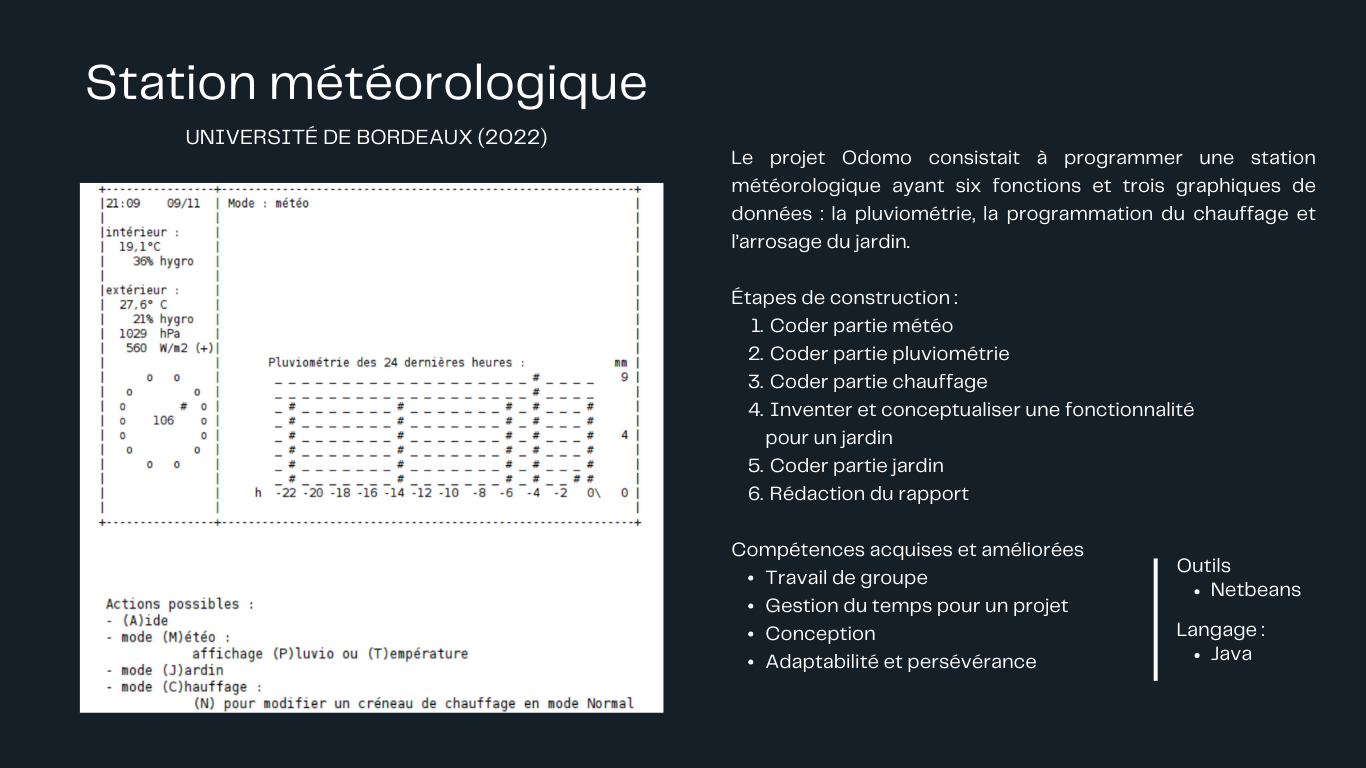 Station météorologique
UNIVERSITÉ DE BORDEAUX (2022)
+----------------+--------------------------------------------------------------+
|21:09    09/11  | Mode : météo |
|intérieur :
19,1°C
36% hygro
|extérieur :
27,6° C
21% hygro
1029  hPa
560  W/m2 (+)|
Pluviométrie des 24 dernières heures :             mm |
o   o   _ _ _ _ _ _ _ _ _ _ _ _ _ _ _ _ _ _ _ # _ _ _ _    9 |
o         o   _ _ _ _ _ _ _ _ _ _ _ _ _ _ _ _ _ _ _ # _ _ _ _
o        #  o   _ # _ _ _ _ _ _ _ # _ _ _ _ _ _ _ # _ # _ _ _ #
o    106    o   _ # _ _ _ _ _ _ _ # _ _ _ _ _ _ _ # _ # _ _ _ #
o           o   _ # _ _ _ _ _ _ _ # _ _ _ _ _ _ _ # _ # _ _ _ #    4 |
o         o   _ # _ _ _ _ _ _ _ # _ _ _ _ _ _ _ # _ # _ _ _ #
o   o   _ # _ _ _ _ _ _ _ # _ _ _ _ _ _ _ # _ # _ _ _ #
_ # _ _ _ _ _ _ _ # _ _ _ _ _ _ _ # _ # _ _ # #
h  -22 -20 -18 -16 -14 -12 -10  -8  -6  -4  -2   0\   0 |
+----------------+--------------------------------------------------------------+
Actions possibles :
- (A)ide
- mode (M)étéo :
affichage (P)luvio ou (T)empérature
- mode (J)ardin
- mode (C)hauffage :
(N) pour modifier un créneau de chauffage en mode Normal
Le projet Odomo consistait à programmer une station
météorologique ayant six fonctions et trois graphiques de
données : la pluviométrie, la programmation du chauffage et
l'arrosage du jardin.
Étapes de construction :
1. Coder partie météo
2. Coder partie pluviométrie
3. Coder partie chauffage
4. Inventer et conceptualiser une fonctionnalité
pour un jardin
5. Coder partie jardin
6. Rédaction du rapport
Compétences acquises et améliorées
• Travail de groupe
• Gestion du temps pour un projet
• Conception
• Adaptabilité et persévérance
Outils
• Netbeans
Langage :
• Java